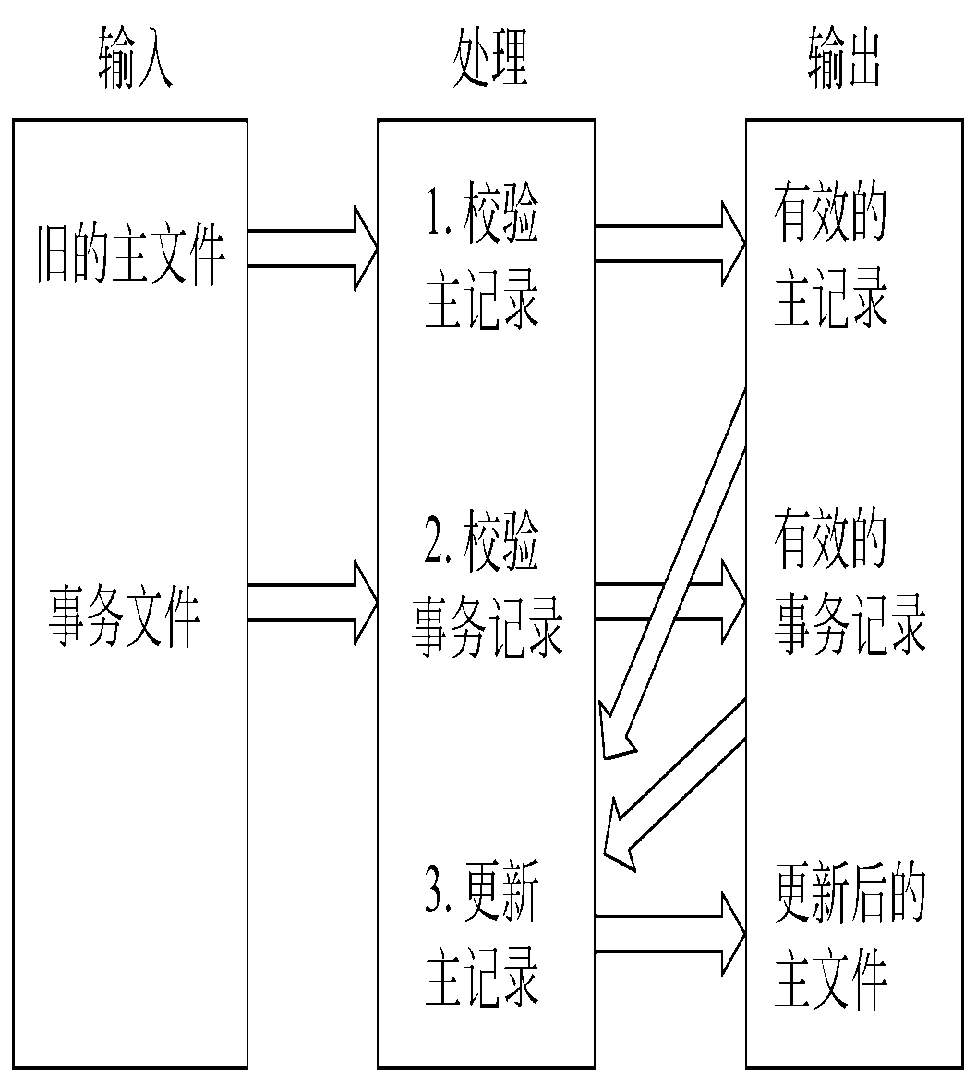 输入
处理
输出
旧的主文件
1. 校验
主记录
有效的
主记录
事务文件
2. 校验
事务记录
有效的
事务记录
3. 更新
主记录
更新后的
主文件